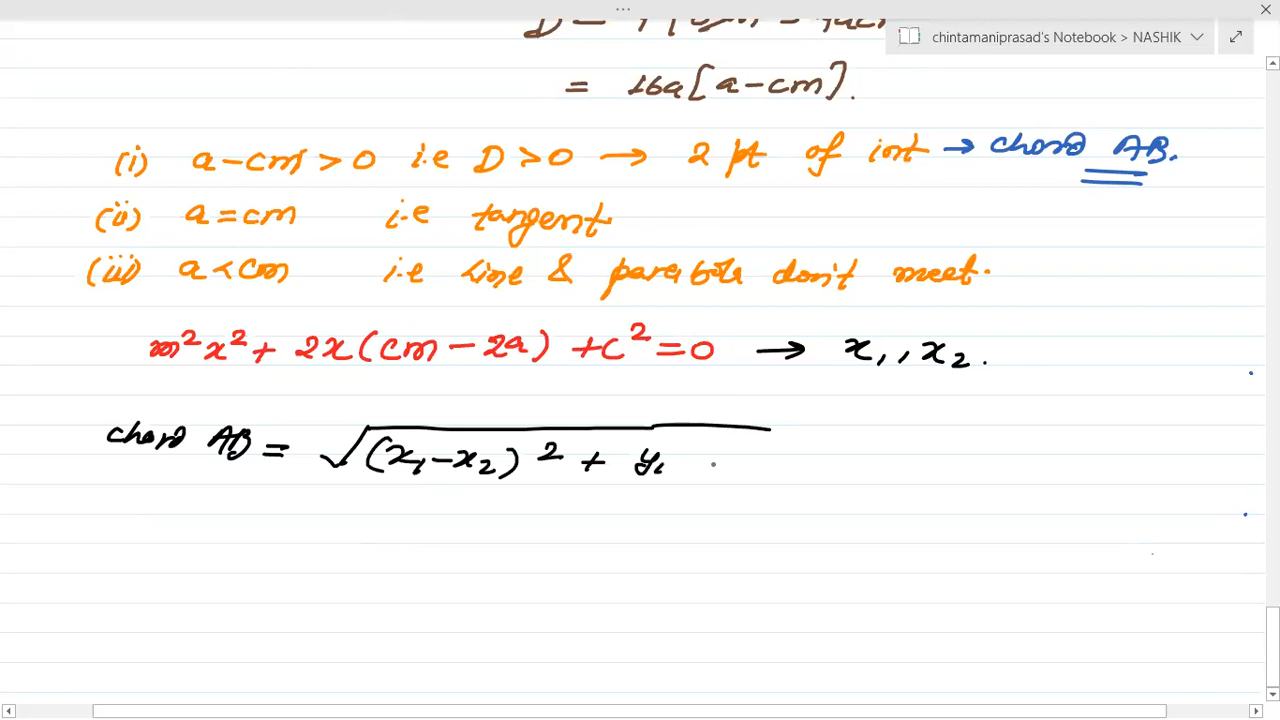 chintamaniprasad's Notebook > NASHIK
= 16a[a-cm].
(i) a-cm > 0 i.e D > 0 → 2 pt of int → chord AB.
(ii) a = cm i.e tangent.
(iii) a < cm i.e Line & parabola don't meet.
m²x² + 2x(cm - 2a) + c² = 0 → x₁, x₂.
chord AB = √(x₁-x₂)² + y₁